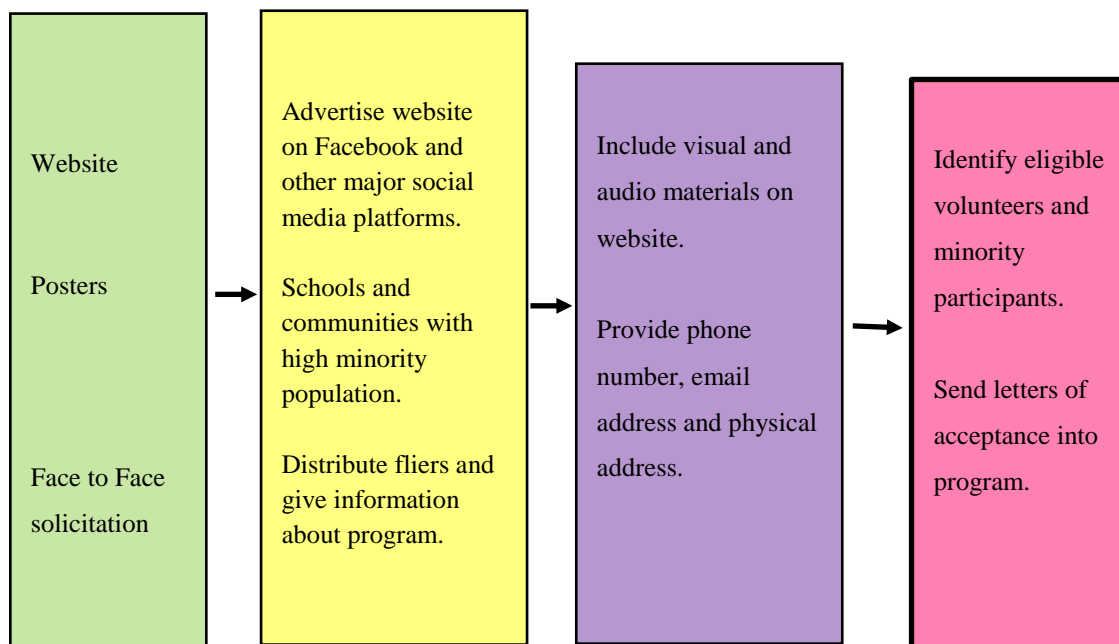 Website
Posters
Face to Face
solicitation
Advertise website
on Facebook and
other major social
media platforms.
Schools and
communities with
high minority
population.
Distribute fliers and
give information
about program.
Include visual and
audio materials on
website.
Provide phone
number, email
address and physical
address.
Identify eligible
volunteers and
minority
participants.
Send letters of
acceptance into
program.